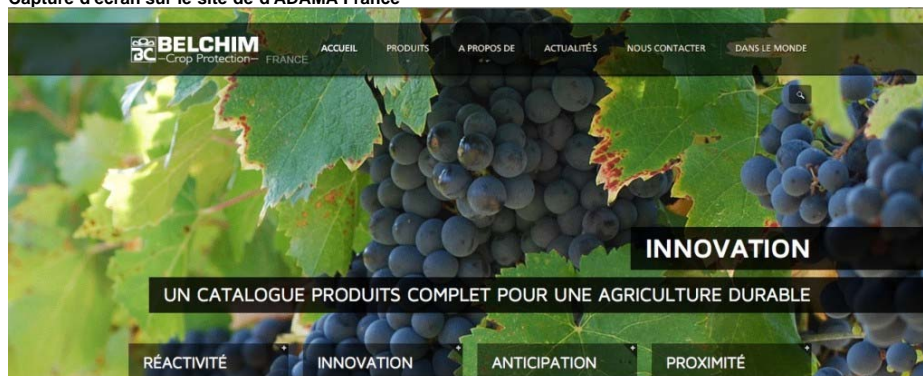 Capture d'écran sur le site de d'ADAMA France
BELCHIM
Crop Protection
FRANCE
ACCUEIL PRODUITS A PROPOS DE ACTUALITÉS NOUS CONTACTER DANS LE MONDE
INNOVATION
UN CATALOGUE PRODUITS COMPLET POUR UNE AGRICULTURE DURABLE
RÉACTIVITÉ + INNOVATION + ANTICIPATION + PROXIMITÉ +